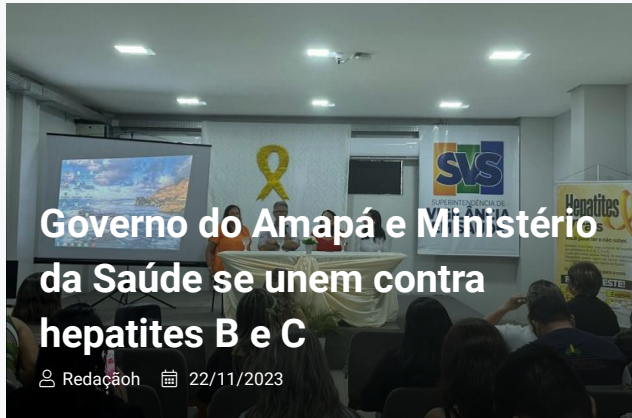 SVS
SUPERINTENDÊNCIA DE
Hepatites
Governo do Amapá e Ministério
da Saúde se unem contra
hepatites B e C
Redaçãoh 22/11/2023